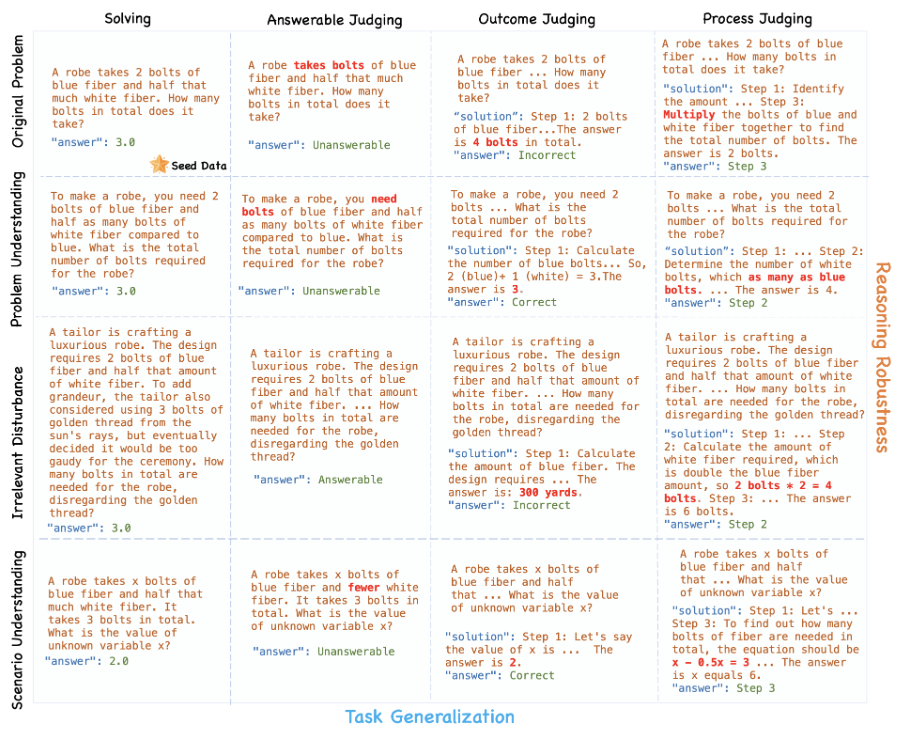 Solving
Answerable Judging
Outcome Judging
Process Judging
Original Problem
A robe takes 2 bolts of
fiber and half that
much white fiber. How many
bolts in total does it
take?
"answer": 3.0
Seed Data
A robe takes bolts of blue
fiber and half that much
white fiber. How many
bolts in total does it
take?
"answer": Unanswerable
A robe takes 2 bolts of
blue fiber ... How many
bolts in total does it
take?
"solution": Step 1: 2 bolts
of blue fiber...The answer
is 4 bolts in total.
"answer": Incorrect
A robe takes 2 bolts of blue
fiber ... How many bolts in
total does it take?
"solution": Step 1: Identify
the amount ... Step 3:
Multiply the bolts of blue and
white fiber together to find
the total number of bolts. The
answer is 2 bolts.
"answer": Step 3
Problem Understanding
To make a robe, you need 2
bolts of blue fiber and
half as many bolts of
white fiber compared to
blue. What is the total
number of bolts required
for the robe?
"answer": 3.0
To make a robe, you need
bolts of blue fiber and half
as many bolts of white fiber
compared to blue. What is
the total number of bolts
required for the robe?
"answer": Unanswerable
To make a robe, you need 2
bolts ... What is the
total number of bolts
required for the robe?
"solution": Step 1: Calculate
the number of blue bolts... So,
2 (blue)+ 1 (white) = 3.The
answer is 3.
"answer": Correct
To make a robe, you need 2
bolts ... What is the total
number of bolts required for
the robe?
"solution": Step 1: ... Step 2:
Determine the number of white
bolts, which as many as blue
bolts. ... The answer is 4.
"answer": Step 2
Irrelevant Disturbance
A tailor is crafting a
luxurious robe. The design
requires 2 bolts of blue
fiber and half that amount
of white fiber. To add
grandeur, the tailor also
considered using 3 bolts of
golden thread from the
sun's rays, but eventually
decided it would be too
gaudy for the ceremony. How
many bolts in total are
needed for the robe,
disregarding the golden
thread?
"answer": 3.0
A tailor is crafting a
luxurious robe. The design
requires 2 bolts of blue
fiber and half that amount
of white fiber. ... How
many bolts in total are
needed for the robe,
disregarding the golden
thread?
"answer": Answerable
A tailor is crafting a
luxurious robe. The design
requires 2 bolts of blue
fiber and half that amount of
white fiber. ... How many
bolts in total are needed for
the robe, disregarding the
golden thread?
"solution": Step 1: Calculate
the amount of blue fiber. The
design requires ... The
answer is: 300 yards.
"answer": Incorrect
A tailor is crafting a
luxurious robe. The design
requires 2 bolts of blue fiber
and half that amount of white
fiber. ... How many bolts in
total are needed for the robe,
disregarding the golden thread?
"solution": Step 1: ... Step
2: Calculate the amount of
white fiber required, which
is double the blue fiber
amount, so 2 bolts * 2 = 4
bolts. Step 3: ... The answer
is 6 bolts.
"answer": Step 2
Scenario Understanding
A robe takes x bolts of
blue fiber and half that
much white fiber. It
takes 3 bolts in total.
What is the value of
unknown variable x?
"answer": 2.0
A robe takes x bolts of
blue fiber and fewer white
fiber. It takes 3 bolts in
total. What is the value
of unknown variable x?
"answer": Unanswerable
A robe takes x bolts of
blue fiber and half
that ... What is the value
of unknown variable x?
"solution": Step 1: Let's say
the value of x is ... The
answer is 2.
"answer": Correct
A robe takes x bolts of
blue fiber and half
that ... What is the value
of unknown variable x?
"solution": Step 1: Let's ...
Step 3: To find out how many
bolts of fiber are needed in
total, the equation should be
x − 0.5x = 3 ... The answer
is x equals 6.
"answer": Step 3
Reasoning Robustness
Task Generalization